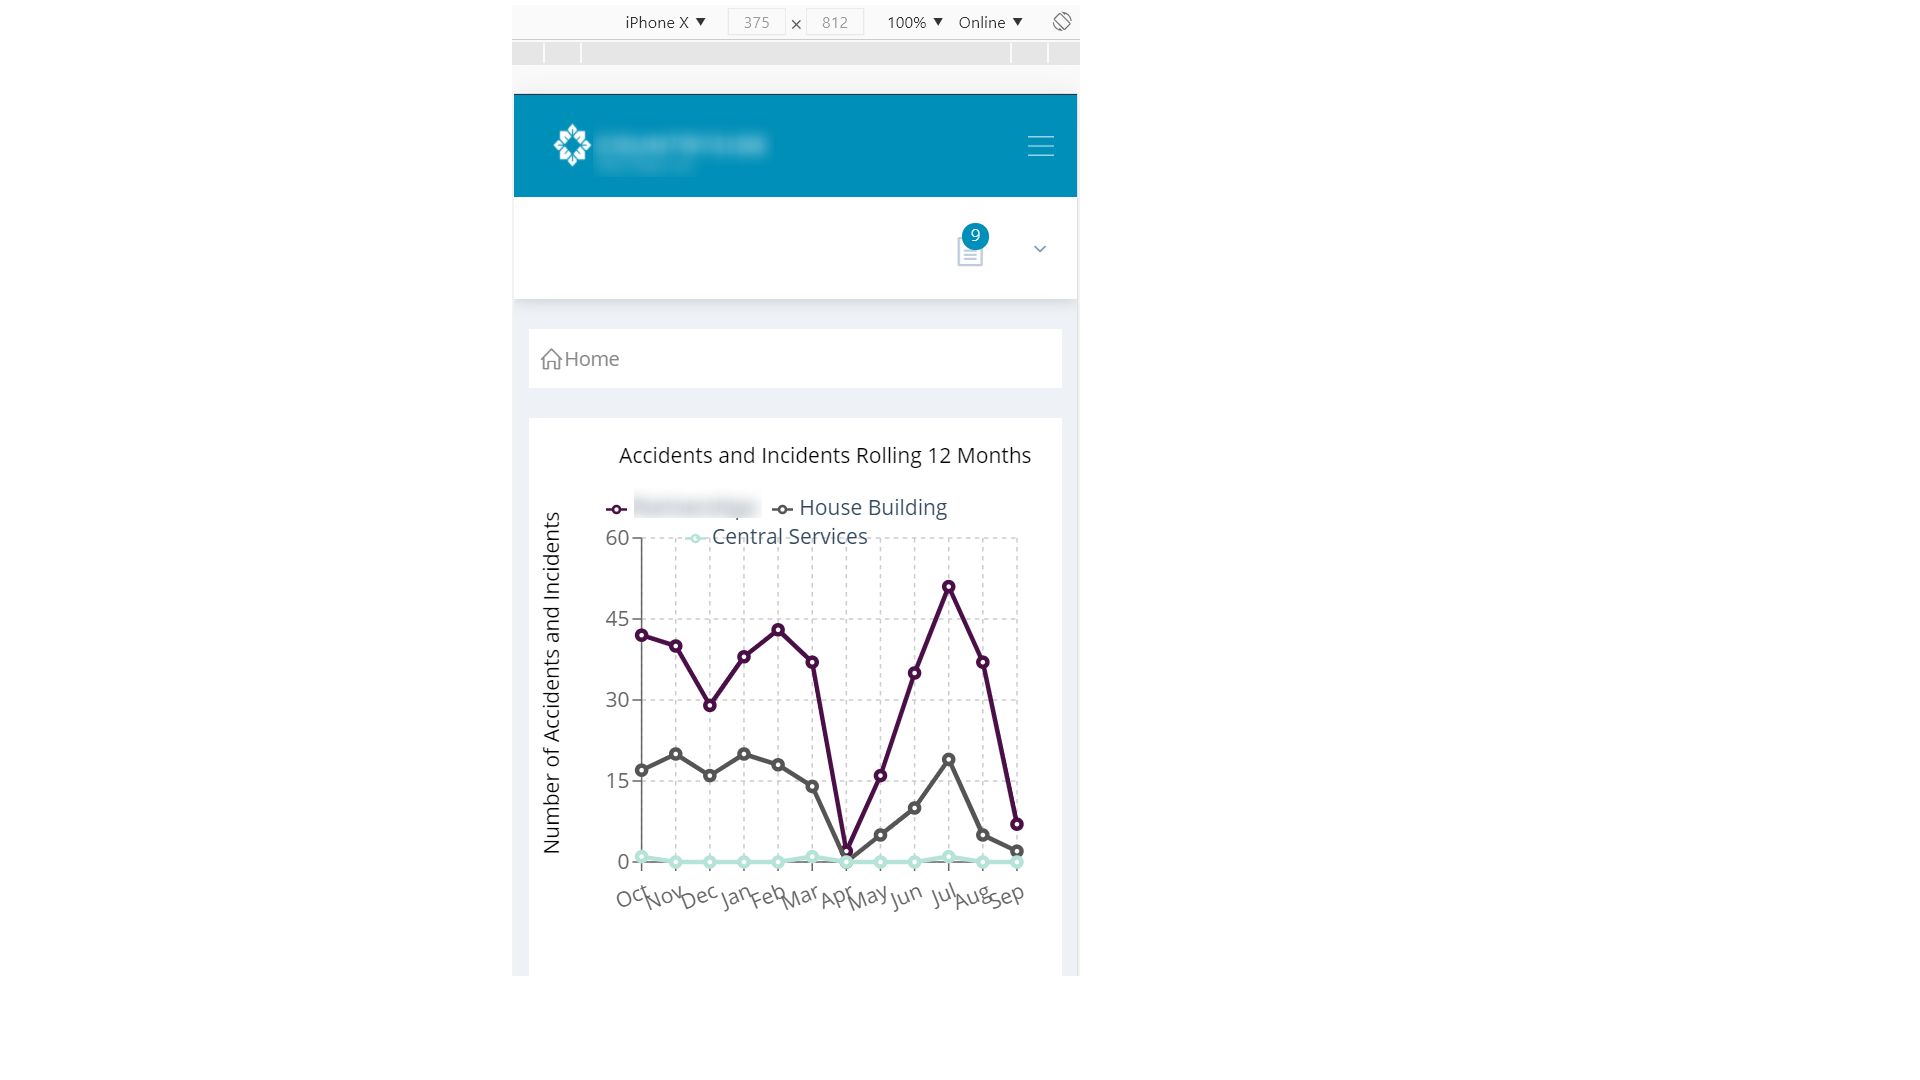 iPhone X ▼ 375 × 812 100% ▼ Online ▼
9
Home
Accidents and Incidents Rolling 12 Months
House Building
Central Services
Number of Accidents and Incidents
60
45
30
15
0
Oct Nov Dec Jan Feb Mar Apr May Jun Jul Aug Sep